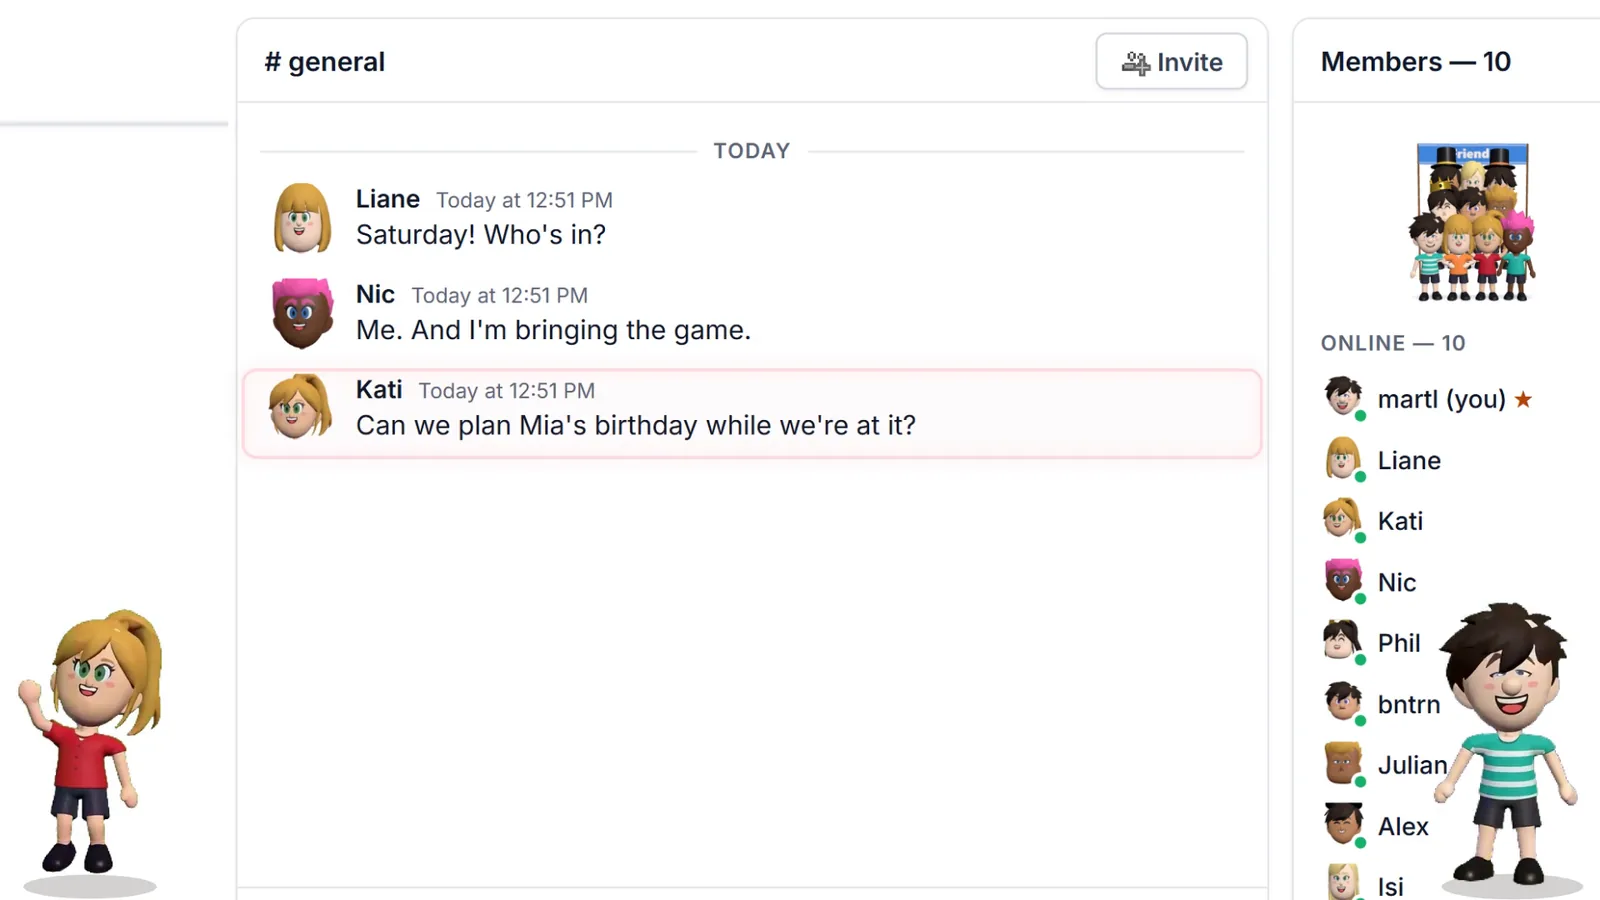 # general
Invite
Members — 10
TODAY
Liane Today at 12:51 PM
Saturday! Who's in?
Nic Today at 12:51 PM
Me. And I'm bringing the game.
Kati Today at 12:51 PM
Can we plan Mia's birthday while we're at it?
ONLINE — 10
martl (you) ★
Liane
Kati
Nic
Phil
bntrn
Julian
Alex
Isi